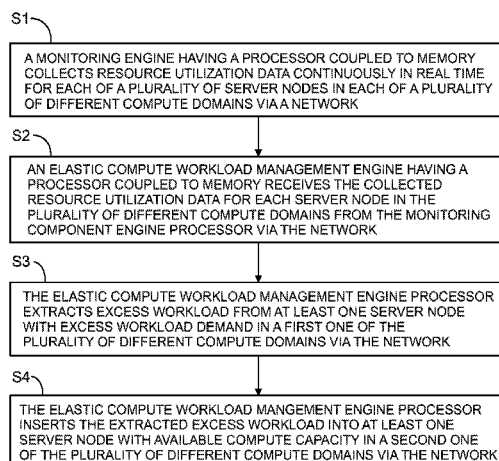 S1
A MONITORING ENGINE HAVING A PROCESSOR COUPLED TO MEMORY
COLLECTS RESOURCE UTILIZATION DATA CONTINUOUSLY IN REAL TIME
FOR EACH OF A PLURALITY OF SERVER NODES IN EACH OF A PLURALITY
OF DIFFERENT COMPUTE DOMAINS VIA A NETWORK
S2
AN ELASTIC COMPUTE WORKLOAD MANAGEMENT ENGINE HAVING A
PROCESSOR COUPLED TO MEMORY RECEIVES THE COLLECTED
RESOURCE UTILIZATION DATA FOR EACH SERVER NODE IN THE
PLURALITY OF DIFFERENT COMPUTE DOMAINS FROM THE MONITORING
COMPONENT ENGINE PROCESSOR VIA THE NETWORK
S3
THE ELASTIC COMPUTE WORKLOAD MANAGEMENT ENGINE PROCESSOR
EXTRACTS EXCESS WORKLOAD FROM AT LEAST ONE SERVER NODE
WITH EXCESS WORKLOAD DEMAND IN A FIRST ONE OF THE
PLURALITY OF DIFFERENT COMPUTE DOMAINS VIA THE NETWORK
S4
THE ELASTIC COMPUTE WORKLOAD MANGEMENT ENGINE PROCESSOR
INSERTS THE EXTRACTED EXCESS WORKLOAD INTO AT LEAST ONE
SERVER NODE WITH AVAILABLE COMPUTE CAPACITY IN A SECOND ONE
OF THE PLURALITY OF DIFFERENT COMPUTE DOMAINS VIA THE NETWORK